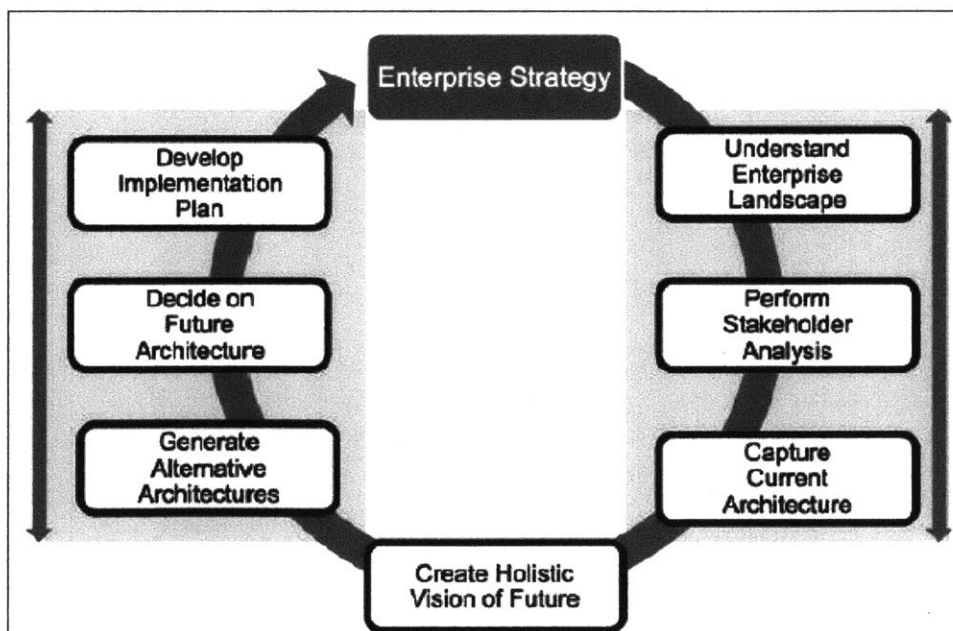 Enterprise Strategy
Understand
Enterprise
Landscape
Perform
Stakeholder
Analysis
Capture
Current
Architecture
Create Holistic
Vision of Future
Generate
Alternative
Architectures
Decide on
Future
Architecture
Develop
Implementation
Plan